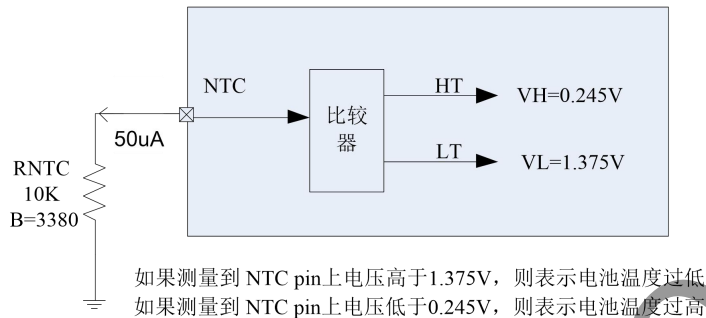 NTC
HT
VH=0.245V
比较
器
50uA
LT
VL=1.375V
RNTC
10K
B=3380
如果测量到 NTC pin上电压高于1.375V，则表示电池温度过低
如果测量到 NTC pin上电压低于0.245V，则表示电池温度过高